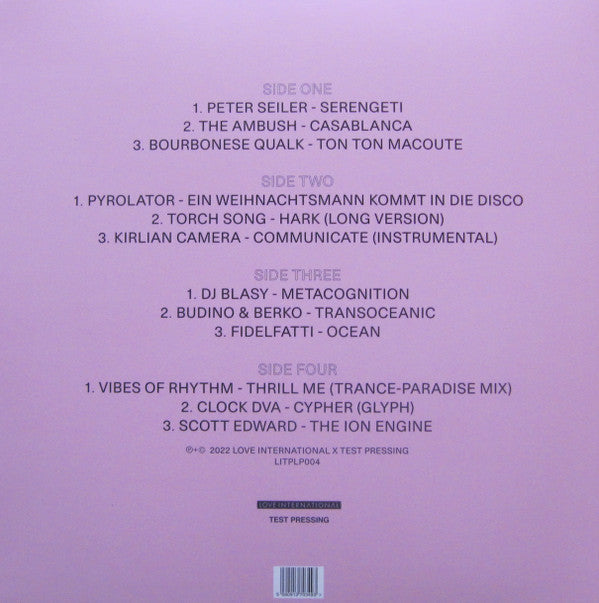 SIDE ONE
1. PETER SEILER - SERENGETI
2. THE AMBUSH - CASABLANCA
3. BOURBONESE QUALK - TON TON MACOUTE
SIDE TWO
1. PYROLATOR - EIN WEIHNACHTSMANN KOMMT IN DIE DISCO
2. TORCH SONG - HARK (LONG VERSION)
3. KIRLIAN CAMERA - COMMUNICATE (INSTRUMENTAL)
SIDE THREE
1. DJ BLASY - METACOGNITION
2. BUDINO & BERKO - TRANSOCEANIC
3. FIDELFATTI - OCEAN
SIDE FOUR
1. VIBES OF RHYTHM - THRILL ME (TRANCE-PARADISE MIX)
2. CLOCK DVA - CYPHER (GLYPH)
3. SCOTT EDWARD - THE ION ENGINE
℗+© 2022 LOVE INTERNATIONAL X TEST PRESSING
LITPLP004
LOVE INTERNATIONAL
TEST PRESSING